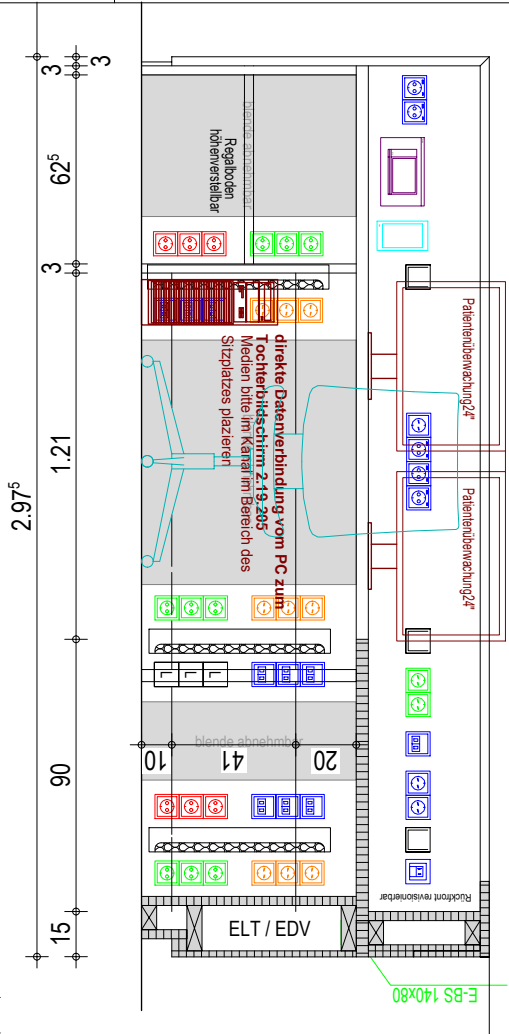 3
3
62⁵
3
1.21
2.97⁵
90
15
blende abnehmbar
Regalboden
höhenverstellbar
direkte Datenverbindung vom PC zum
Tochterbildschirm 2.19.205
Medien bitte im Kanal im Bereich des
Sitzplatzes plazieren
Patientenüberwachung24"
Patientenüberwachung24"
L
L
L
blende abnehmbar
10
41
20
ELT / EDV
Rückfront revisionierbar
E-BS 140x80